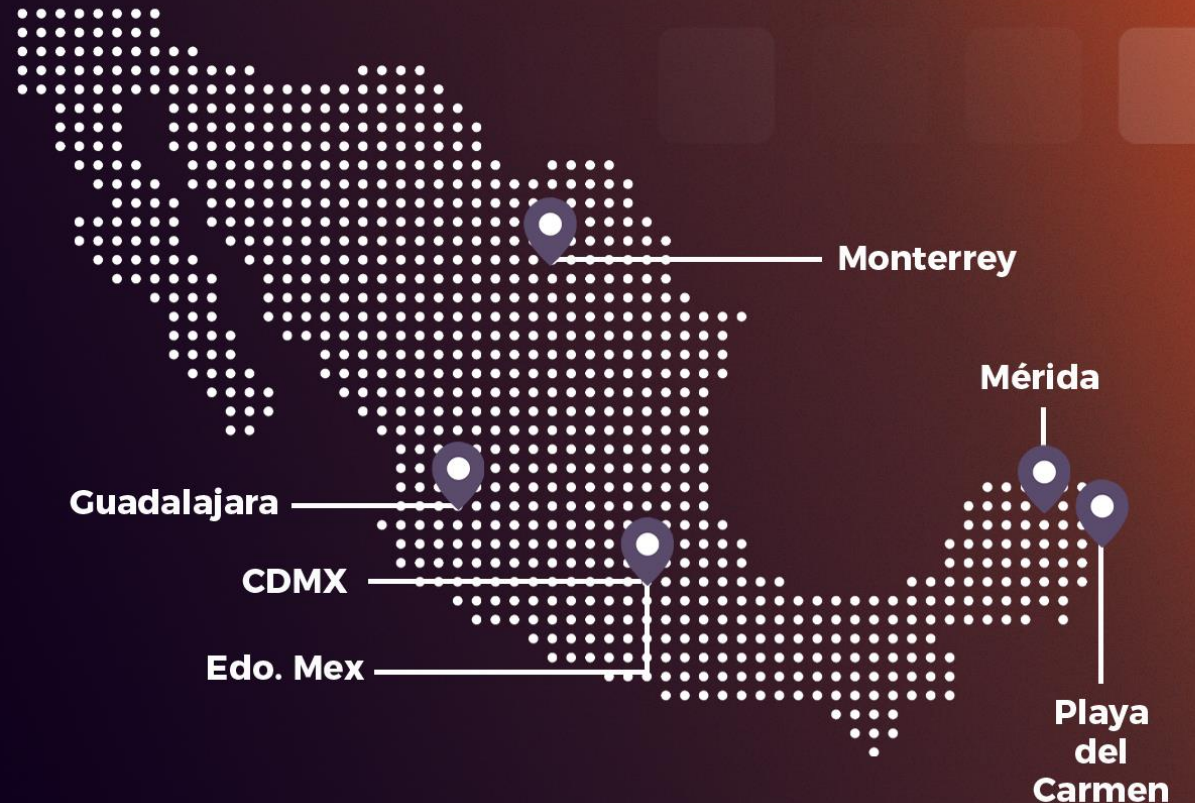 Monterrey
Mérida
Guadalajara
CDMX
Edo. Mex
Playa
del
Carmen